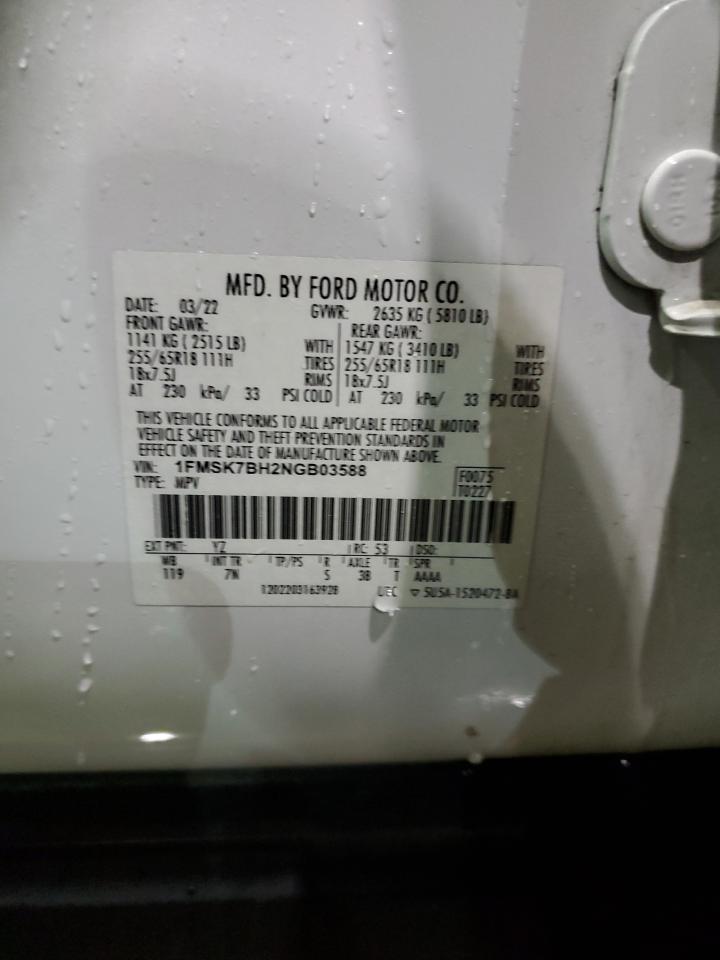 MFD. BY FORD MOTOR CO.
DATE: 03/22 GVWR: 2635 KG ( 5810 LB)
FRONT GAWR: REAR GAWR:
1141 KG ( 2515 LB) WITH 1547 KG ( 3410 LB) WITH
255/65R18 111H TIRES 255/65R18 111H TIRES
18x7.5J RIMS 18x7.5J RIMS
AT 230 kPa/ 33 PSI COLD AT 230 kPa/ 33 PSI COLD
THIS VEHICLE CONFORMS TO ALL APPLICABLE FEDERAL MOTOR
VEHICLE SAFETY AND THEFT PREVENTION STANDARDS IN
EFFECT ON THE DATE OF MANUFACTURE SHOWN ABOVE.
VIN: 1FMSK7BH2NGB03588 F0075
TYPE: MPV T0227
EXT PNT: YZ RC: 53 DSO:
WB INT TR TP/PS R AXLE TR SPR
119 7N S 3B T AAAA
1202203163928 UTC ▽ 5U5A-1520472-BA